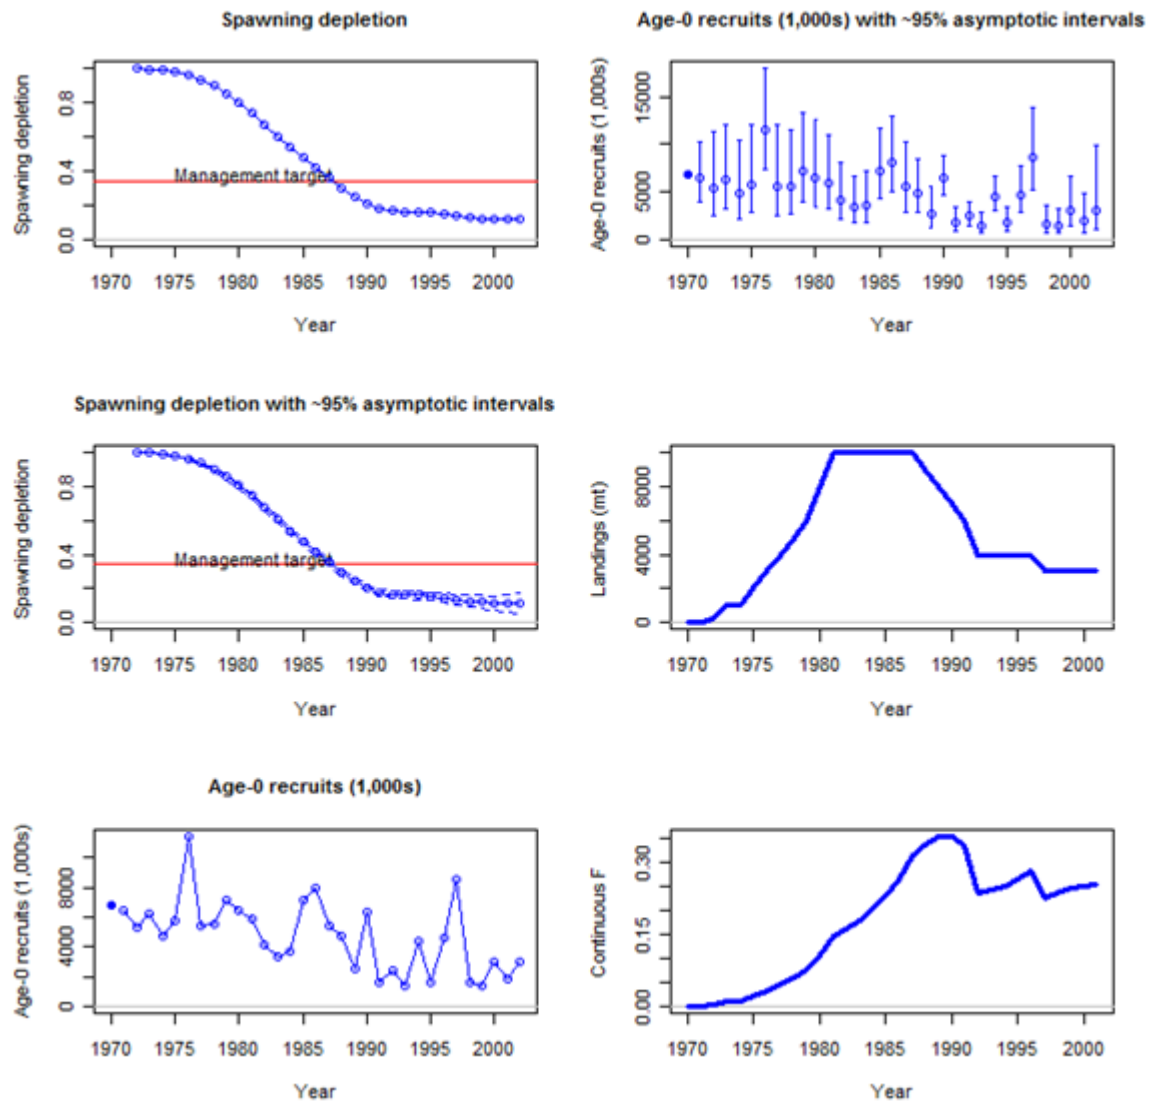 Spawning depletion
Spawning depletion
0.8
0.4
0.0
Management target
1970 1975 1980 1985 1990 1995 2000
Year
Age-0 recruits (1,000s) with ~95% asymptotic intervals
Age-0 recruits (1,000s)
15000
5000
0
1970 1975 1980 1985 1990 1995 2000
Year
Spawning depletion with ~95% asymptotic intervals
Spawning depletion
0.8
0.4
0.0
Management target
1970 1975 1980 1985 1990 1995 2000
Year
Landings (mt)
8000
4000
0
1970 1975 1980 1985 1990 1995 2000
Year
Age-0 recruits (1,000s)
Age-0 recruits (1,000s)
8000
4000
0
1970 1975 1980 1985 1990 1995 2000
Year
Continuous F
0.30
0.15
0.00
1970 1975 1980 1985 1990 1995 2000
Year